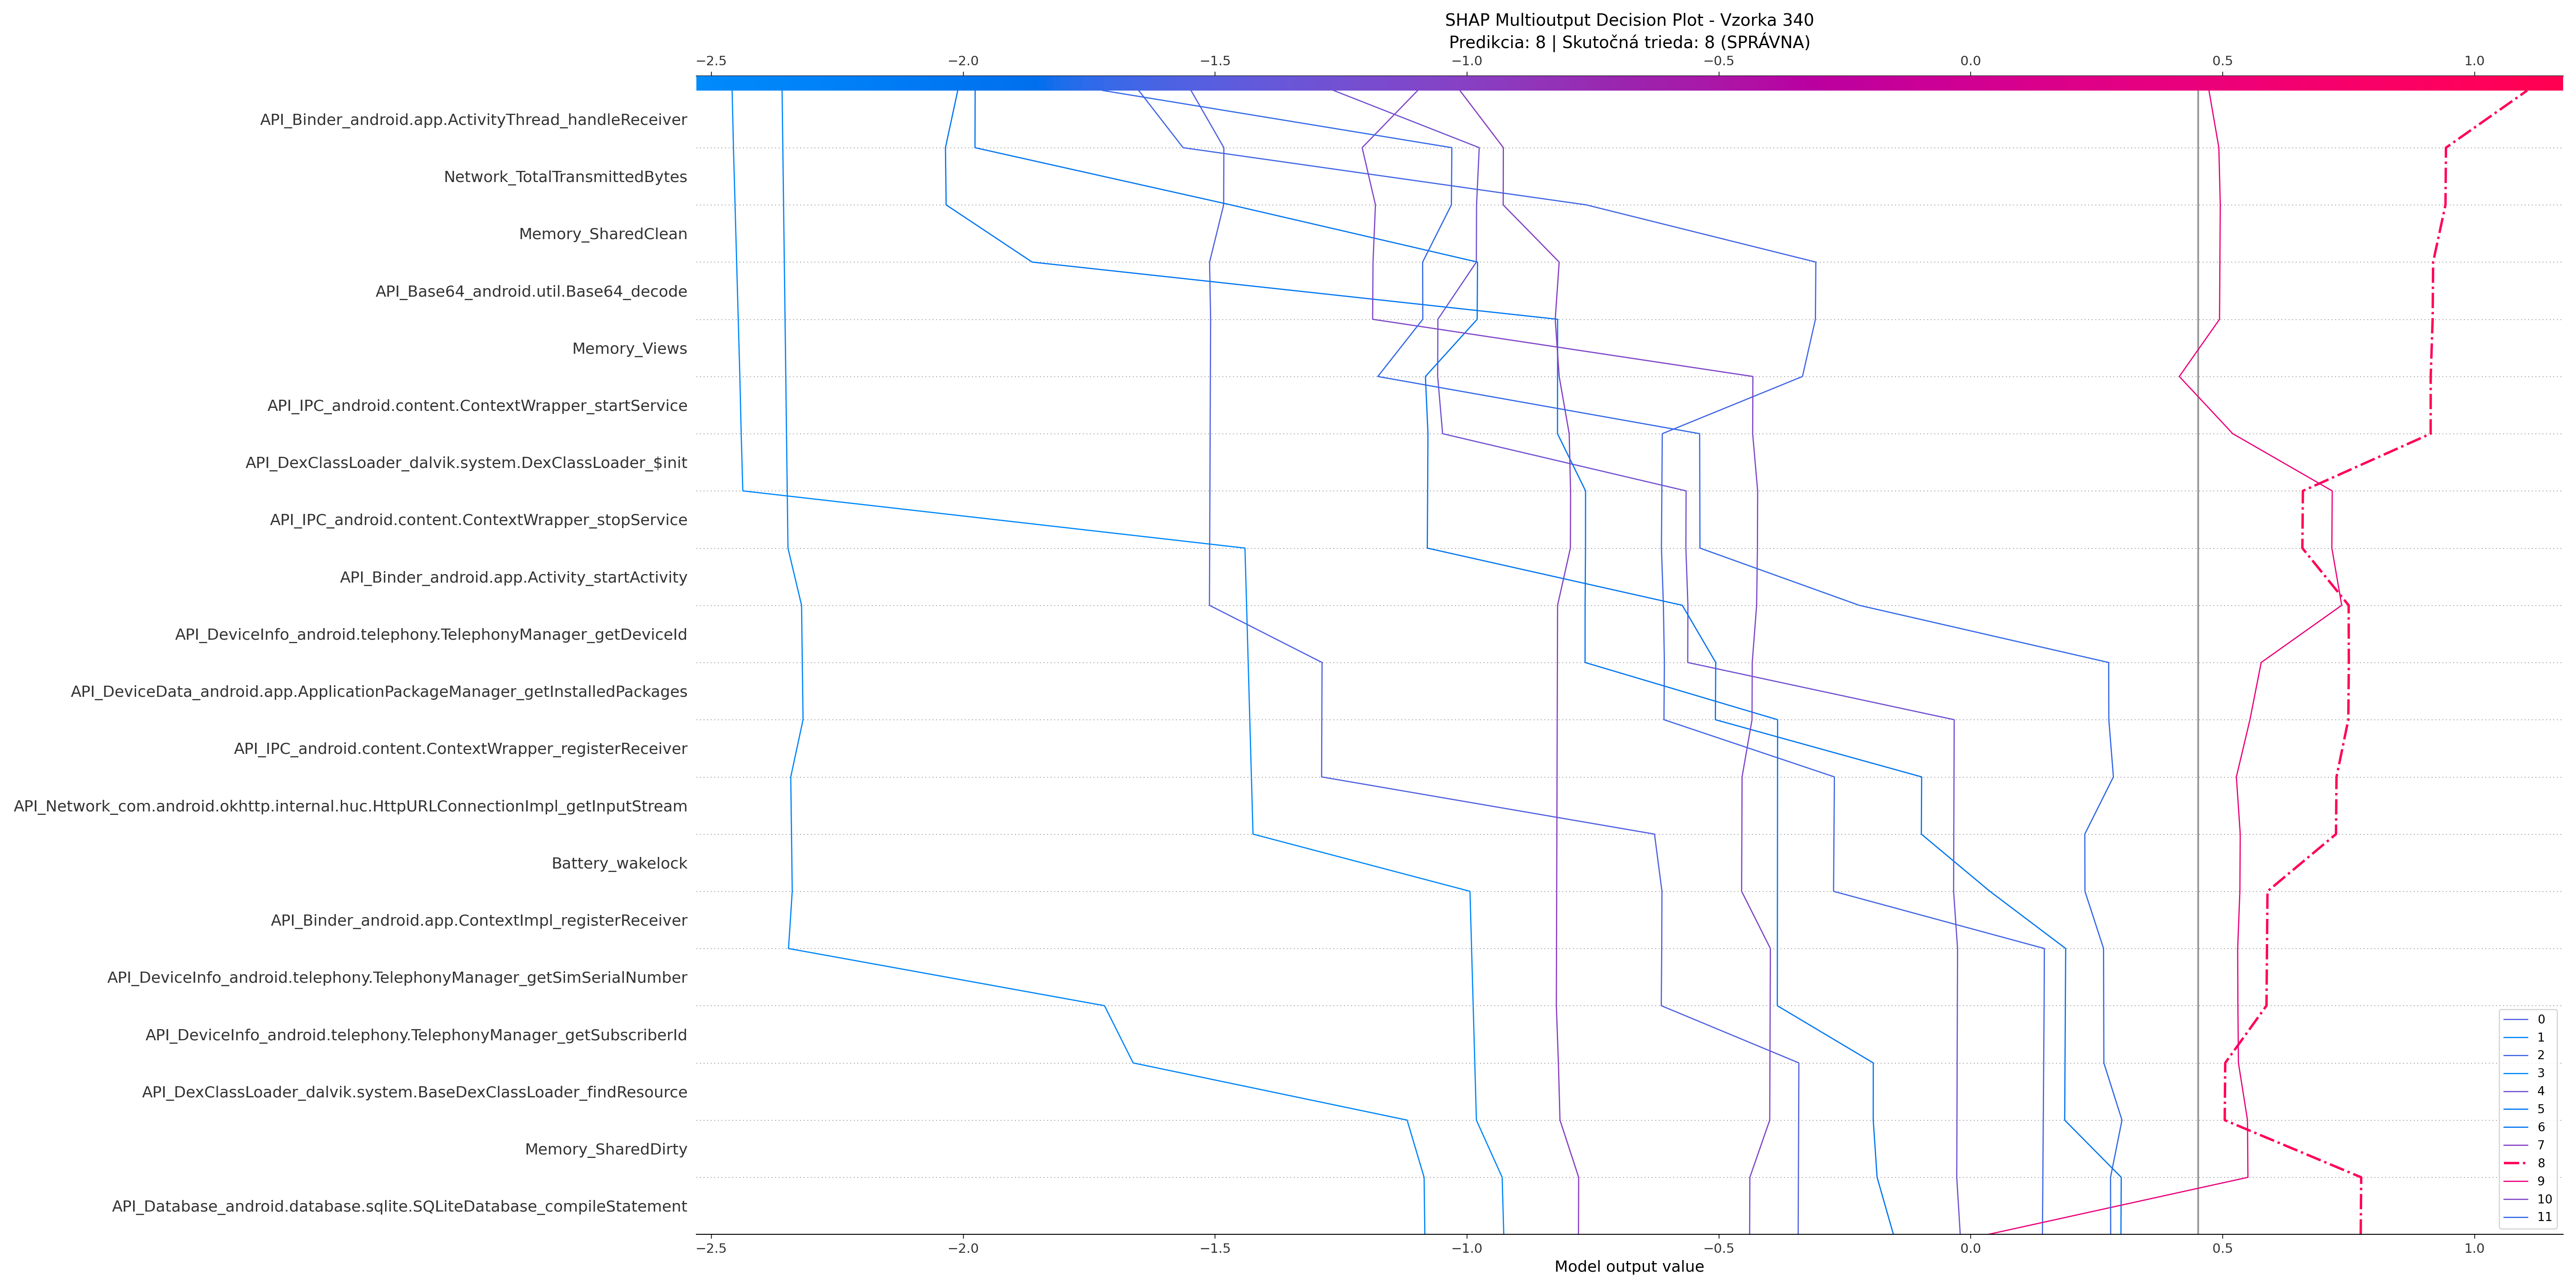 SHAP Multioutput Decision Plot - Vzorka 340
Predikcia: 8 | Skutočná trieda: 8 (SPRÁVNA)
−2.5 −2.0 −1.5 −1.0 −0.5 0.0 0.5 1.0
API_Binder_android.app.ActivityThread_handleReceiver
Network_TotalTransmittedBytes
Memory_SharedClean
API_Base64_android.util.Base64_decode
Memory_Views
API_IPC_android.content.ContextWrapper_startService
API_DexClassLoader_dalvik.system.DexClassLoader_$init
API_IPC_android.content.ContextWrapper_stopService
API_Binder_android.app.Activity_startActivity
API_DeviceInfo_android.telephony.TelephonyManager_getDeviceId
API_DeviceData_android.app.ApplicationPackageManager_getInstalledPackages
API_IPC_android.content.ContextWrapper_registerReceiver
API_Network_com.android.okhttp.internal.huc.HttpURLConnectionImpl_getInputStream
Battery_wakelock
API_Binder_android.app.ContextImpl_registerReceiver
API_DeviceInfo_android.telephony.TelephonyManager_getSimSerialNumber
API_DeviceInfo_android.telephony.TelephonyManager_getSubscriberId
API_DexClassLoader_dalvik.system.BaseDexClassLoader_findResource
Memory_SharedDirty
API_Database_android.database.sqlite.SQLiteDatabase_compileStatement
0
1
2
3
4
5
6
7
8
9
10
11
−2.5 −2.0 −1.5 −1.0 −0.5 0.0 0.5 1.0
Model output value